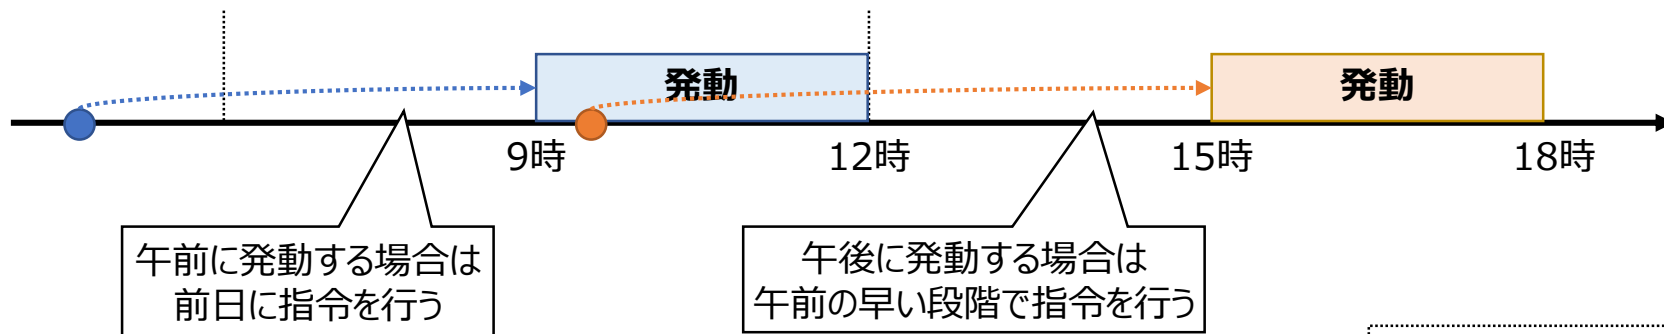 発動
発動
9時
12時
15時
18時
午前に発動する場合は
前日に指令を行う
午後に発動する場合は
午前の早い段階で指令を行う